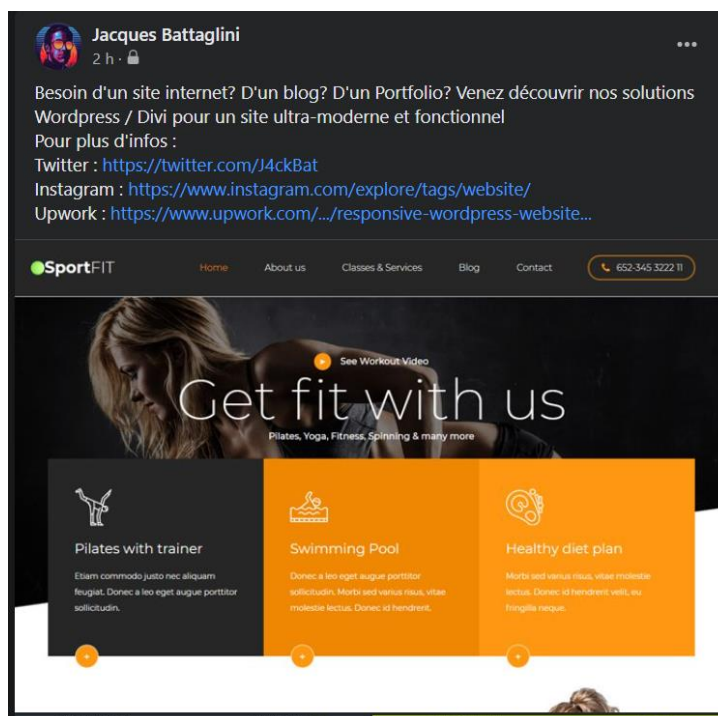 Jacques Battaglini
2 h ·
Besoin d'un site internet? D'un blog? D'un Portfolio? Venez découvrir nos solutions
Wordpress / Divi pour un site ultra-moderne et fonctionnel
Pour plus d'infos :
Twitter : https://twitter.com/J4ckBat
Instagram : https://www.instagram.com/explore/tags/website/
Upwork : https://www.upwork.com/.../responsive-wordpress-website...
SportFIT Home About us Classes & Services Blog Contact 652-345 3222 11
See Workout Video
Get fit with us
Pilates, Yoga, Fitness, Spinning & many more
Pilates with trainer
Etiam commodo justo nec aliquam
feugiat. Donec a leo eget augue porttitor
sollicitudin.
Swimming Pool
Donec a leo eget augue porttitor
sollicitudin. Morbi sed varius risus, vitae
molestie lectus. Donec id hendrerit.
Healthy diet plan
Morbi sed varius risus, vitae molestie
lectus. Donec id hendrerit velit, eu
fringilla neque.